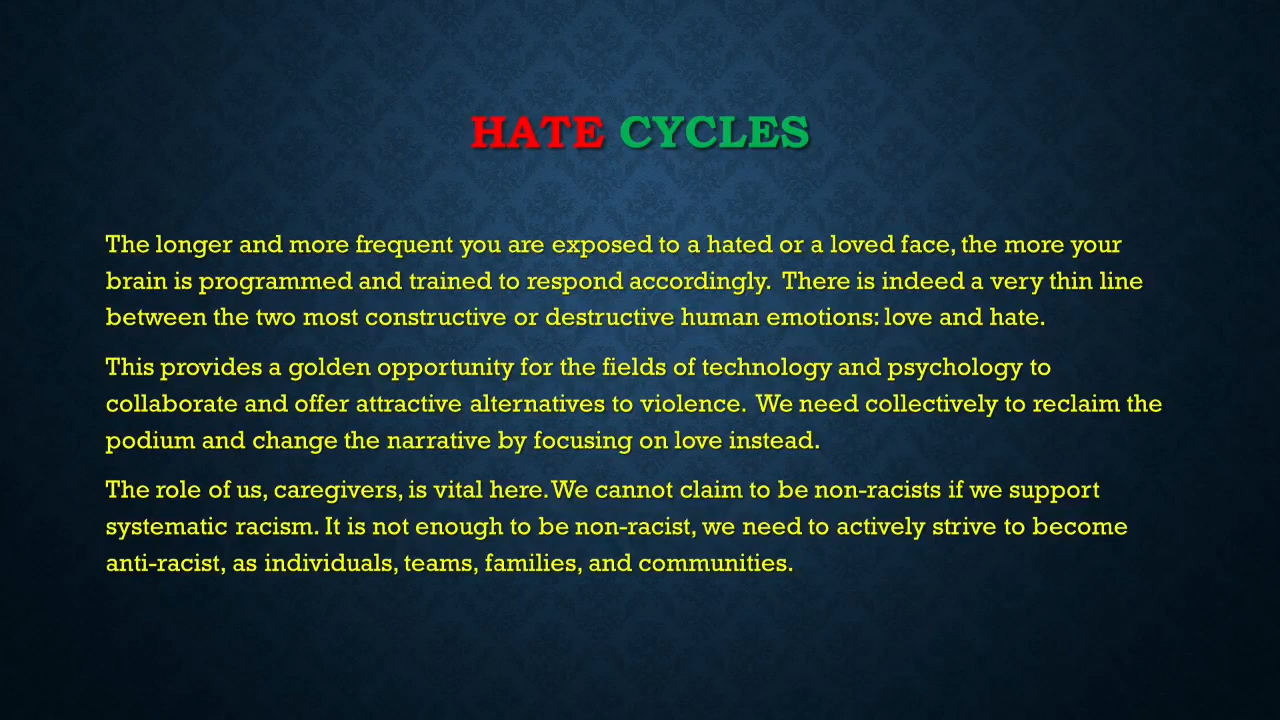 HATE CYCLES
The longer and more frequent you are exposed to a hated or a loved face, the more your
brain is programmed and trained to respond accordingly.  There is indeed a very thin line
between the two most constructive or destructive human emotions: love and hate.
This provides a golden opportunity for the fields of technology and psychology to
collaborate and offer attractive alternatives to violence.  We need collectively to reclaim the
podium and change the narrative by focusing on love instead.
The role of us, caregivers, is vital here. We cannot claim to be non-racists if we support
systematic racism. It is not enough to be non-racist, we need to actively strive to become
anti-racist, as individuals, teams, families, and communities.